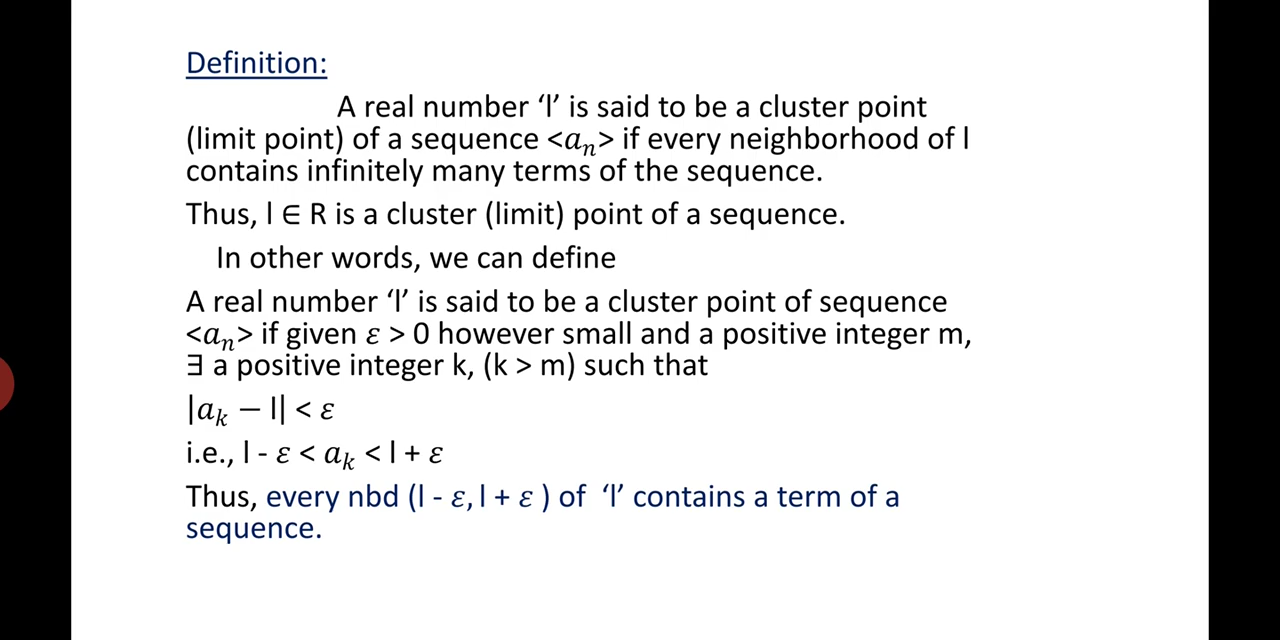 Definition:
A real number ‘l’ is said to be a cluster point
(limit point) of a sequence <aₙ> if every neighborhood of l
contains infinitely many terms of the sequence.
Thus, l ∈ R is a cluster (limit) point of a sequence.
In other words, we can define
A real number ‘l’ is said to be a cluster point of sequence
<aₙ> if given ε > 0 however small and a positive integer m,
∃ a positive integer k, (k > m) such that
|aₖ − l| < ε
i.e., l - ε < aₖ < l + ε
Thus, every nbd (l - ε, l + ε ) of ‘l’ contains a term of a
sequence.